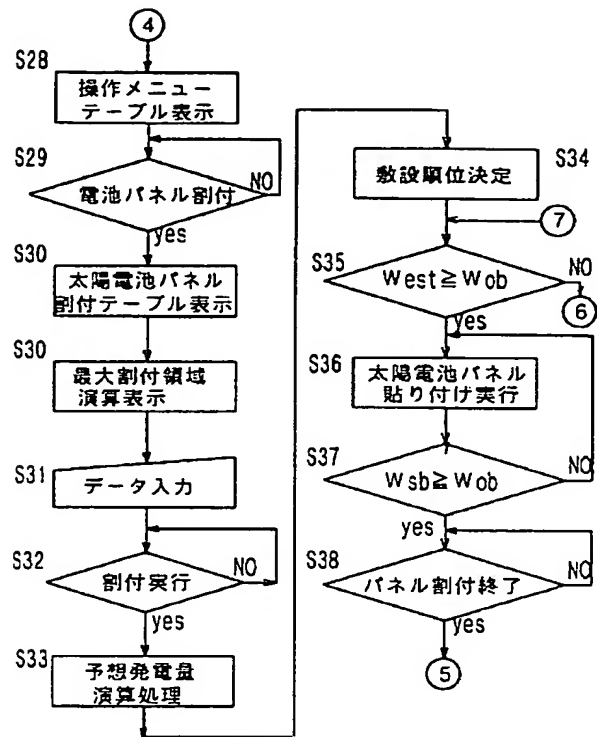 4
S28
操作メニュー
テーブル表示
S29
電池パネル割付
NO
yes
S30
太陽電池パネル
割付テーブル表示
S30
最大割付領域
演算表示
S31
データ入力
S32
割付実行
NO
yes
S33
予想発電量
演算処理
S34
敷設順位決定
7
S35
West≧Wob
NO
6
yes
S36
太陽電池パネル
貼り付け実行
S37
Wsb≧Wob
NO
yes
S38
パネル割付終了
NO
yes
5